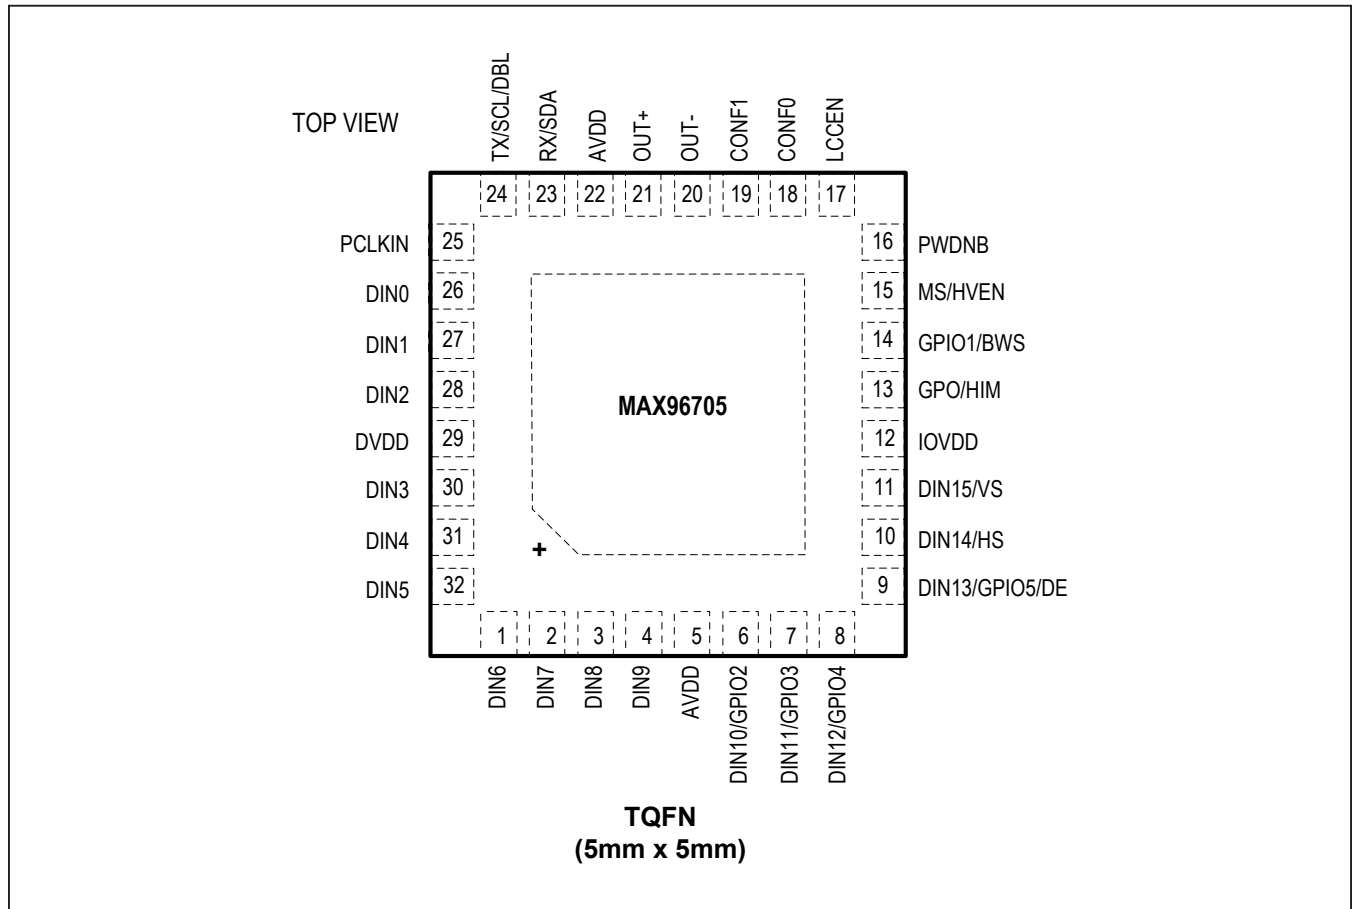 TOP VIEW
TX/SCL/DBL
RX/SDA
AVDD
OUT+
OUT-
CONF1
CONF0
LCCEN
24 23 22 21 20 19 18 17
PCLKIN 25
DIN0 26
DIN1 27
DIN2 28
DVDD 29
DIN3 30
DIN4 31
DIN5 32
16 PWDNB
15 MS/HVEN
14 GPIO1/BWS
13 GPO/HIM
12 IOVDD
11 DIN15/VS
10 DIN14/HS
9 DIN13/GPIO5/DE
MAX96705
+
1 2 3 4 5 6 7 8
DIN6
DIN7
DIN8
DIN9
AVDD
DIN10/GPIO2
DIN11/GPIO3
DIN12/GPIO4
TQFN
(5mm x 5mm)